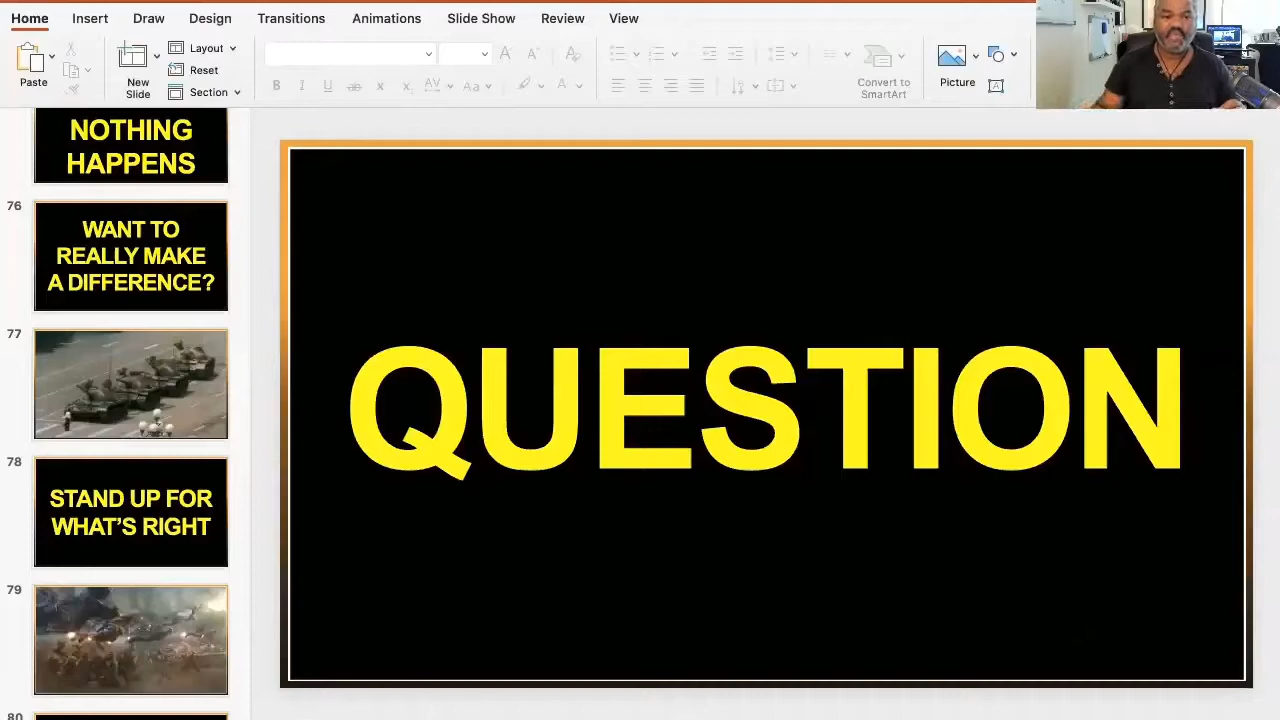 Home Insert Draw Design Transitions Animations Slide Show Review View
Paste
New
Slide
Layout
Reset
Section
Convert to
SmartArt
Picture
NOTHING
HAPPENS
76
WANT TO
REALLY MAKE
A DIFFERENCE?
77
78
STAND UP FOR
WHAT'S RIGHT
79
80
QUESTION